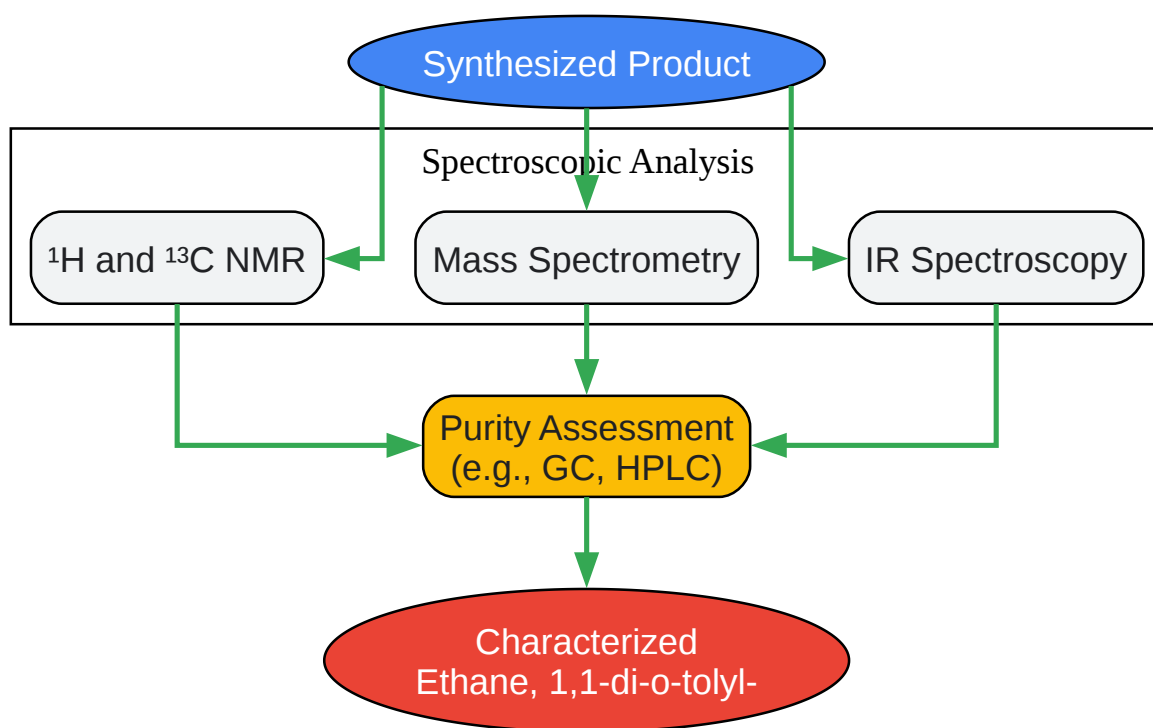 Synthesized Product
Spectroscopic Analysis
¹H and ¹³C NMR
Mass Spectrometry
IR Spectroscopy
Purity Assessment
(e.g., GC, HPLC)
Characterized
Ethane, 1,1-di-o-tolyl-